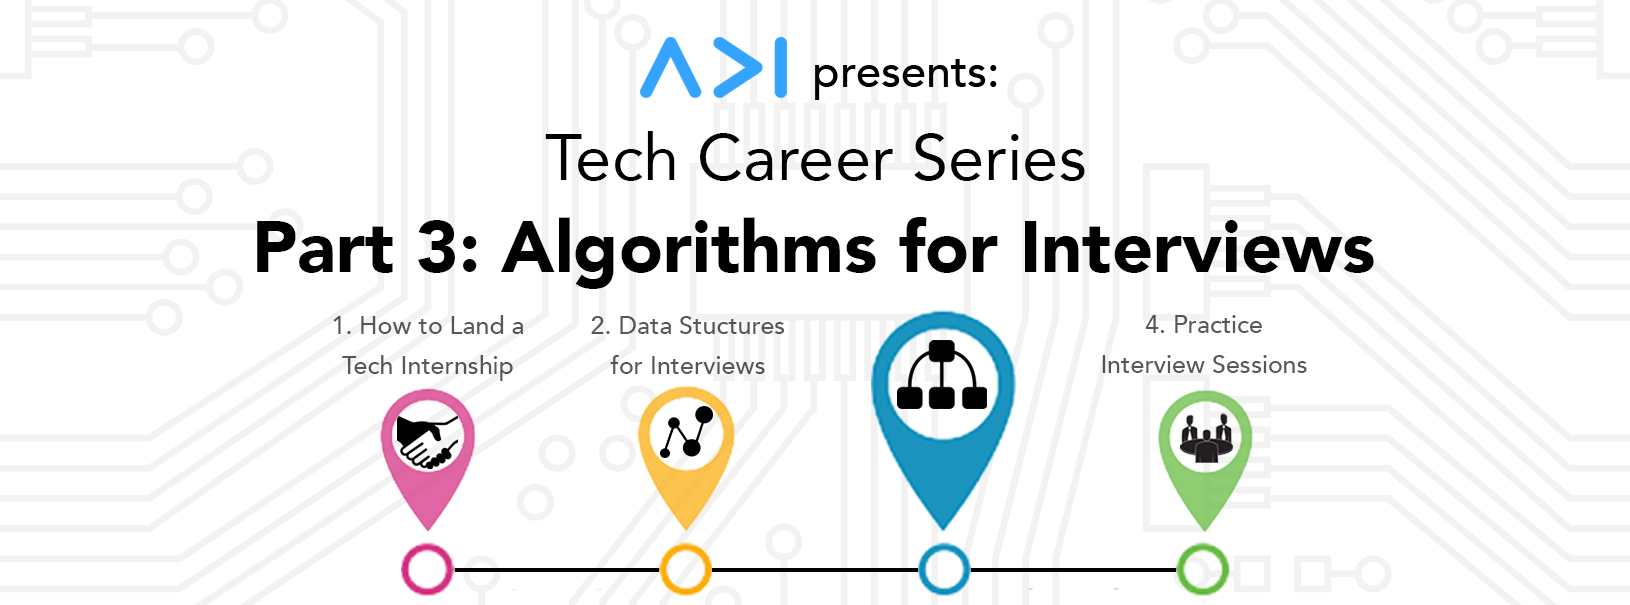 ADI presents:
Tech Career Series
Part 3: Algorithms for Interviews
1. How to Land a
Tech Internship
2. Data Stuctures
for Interviews
4. Practice
Interview Sessions